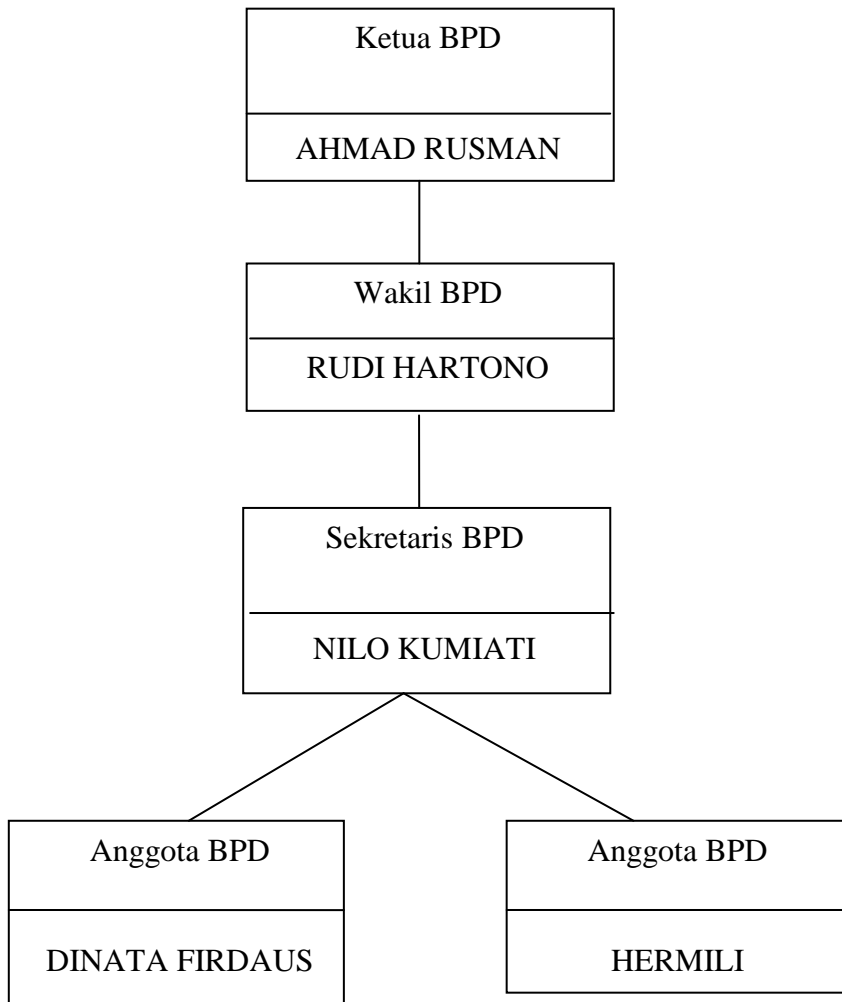 Ketua BPD
AHMAD RUSMAN
Wakil BPD
RUDI HARTONO
Sekretaris BPD
NILO KUMIATI
Anggota BPD
DINATA FIRDAUS
Anggota BPD
HERMILI